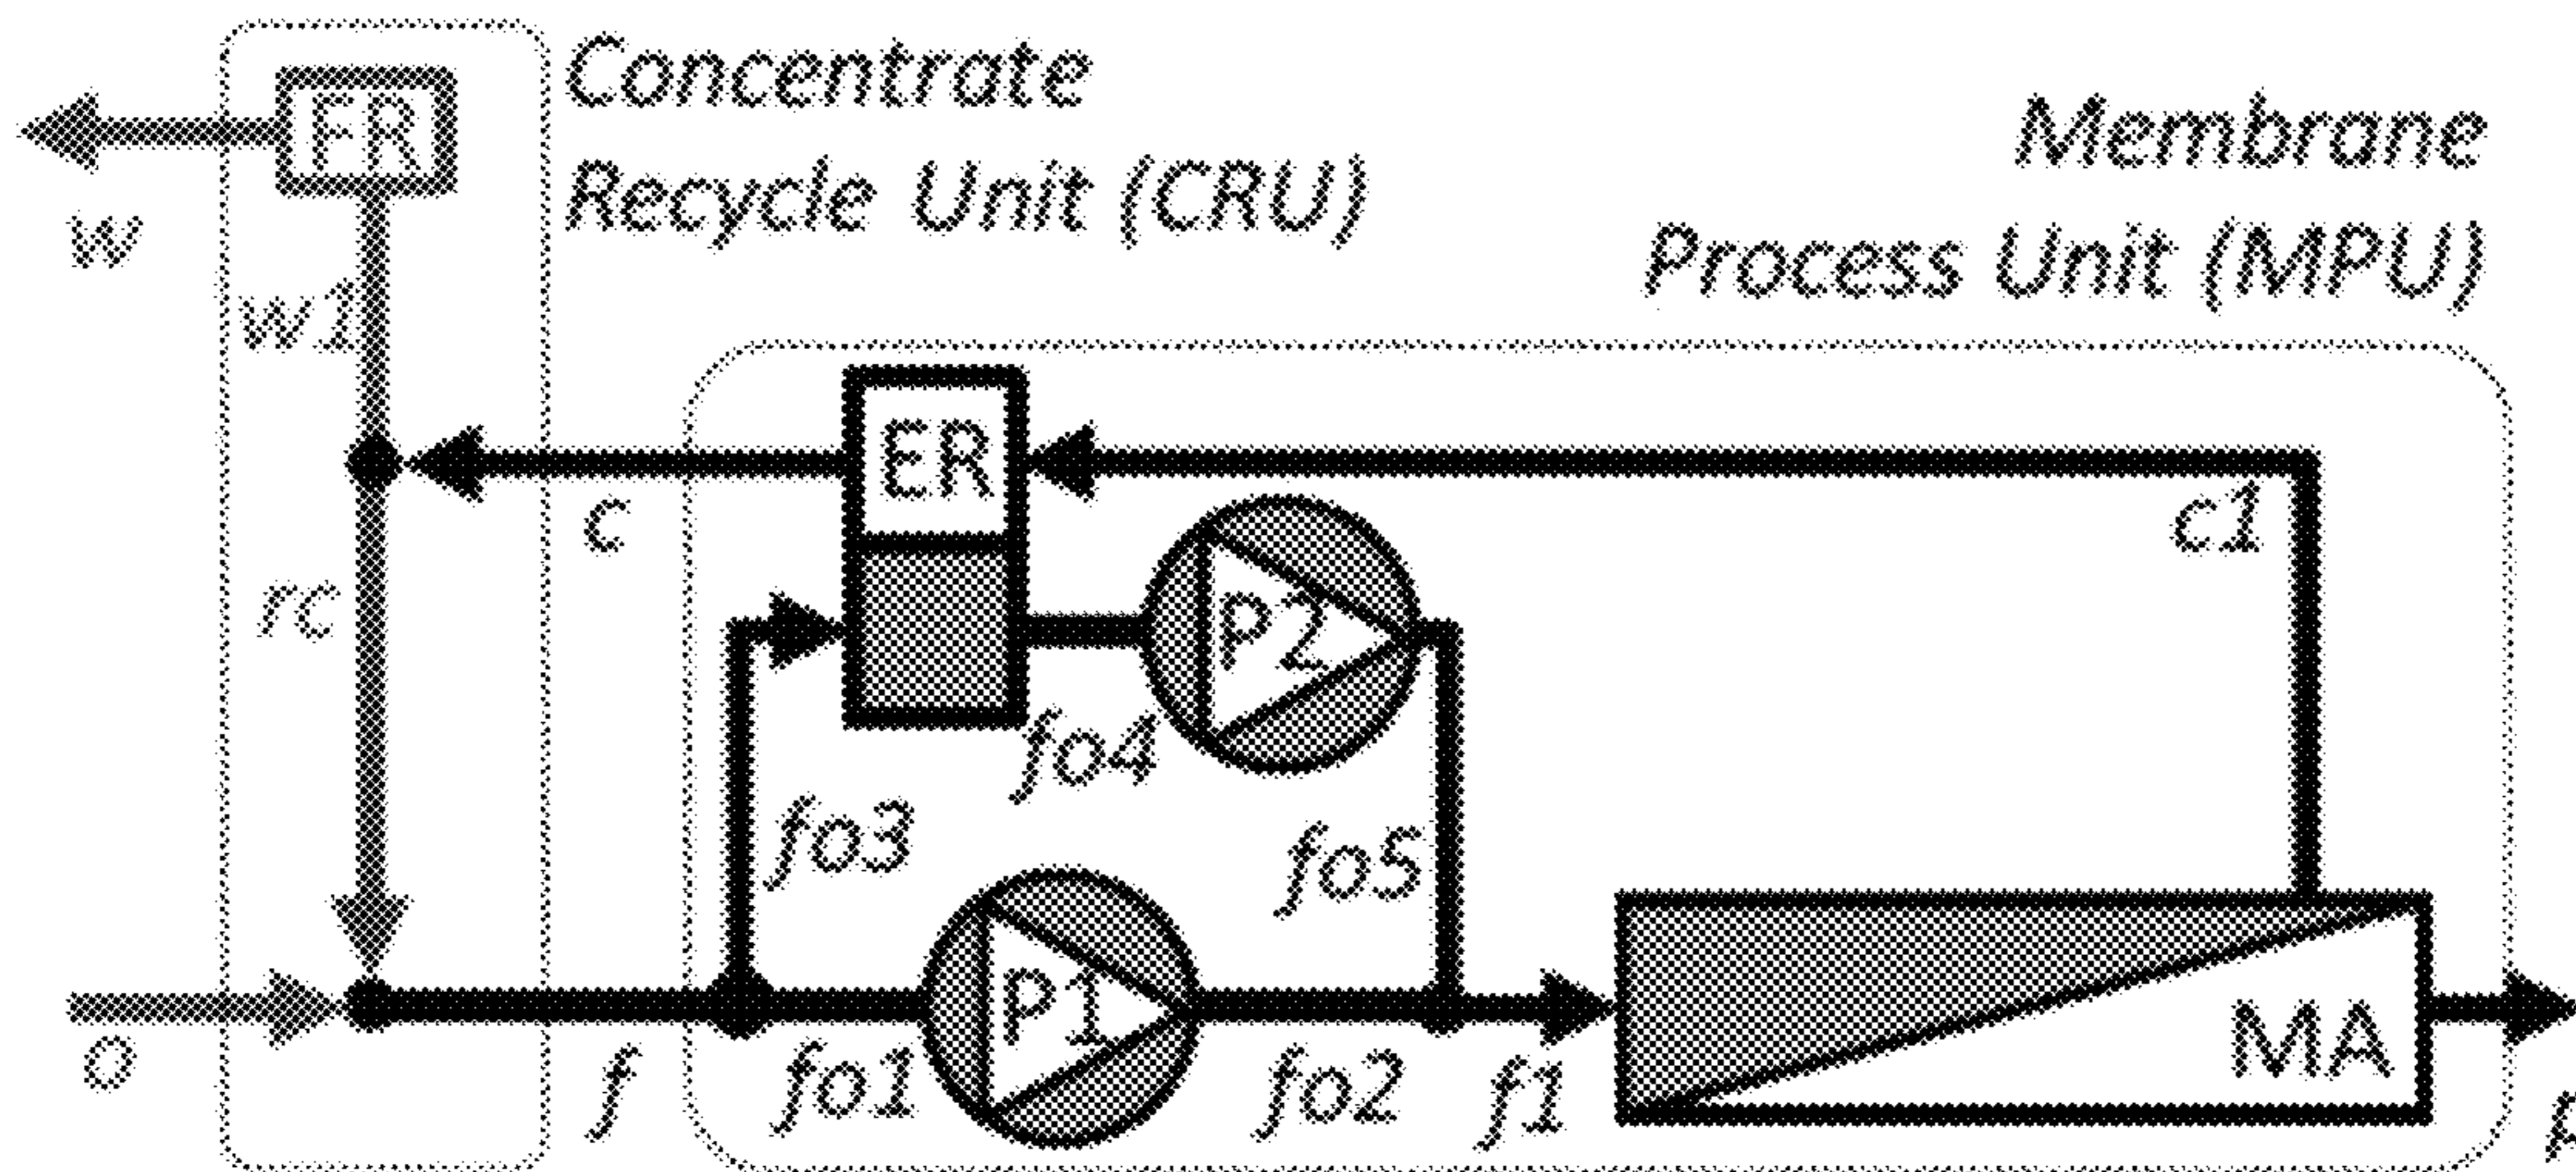 Concentrate
Recycle Unit (CRU)
Membrane
Process Unit (MPU)
FR
w
w1
ER
c
c1
rc
P2
fo4
fo3
fo5
P1
MA
o
f
fo1
fo2
f1